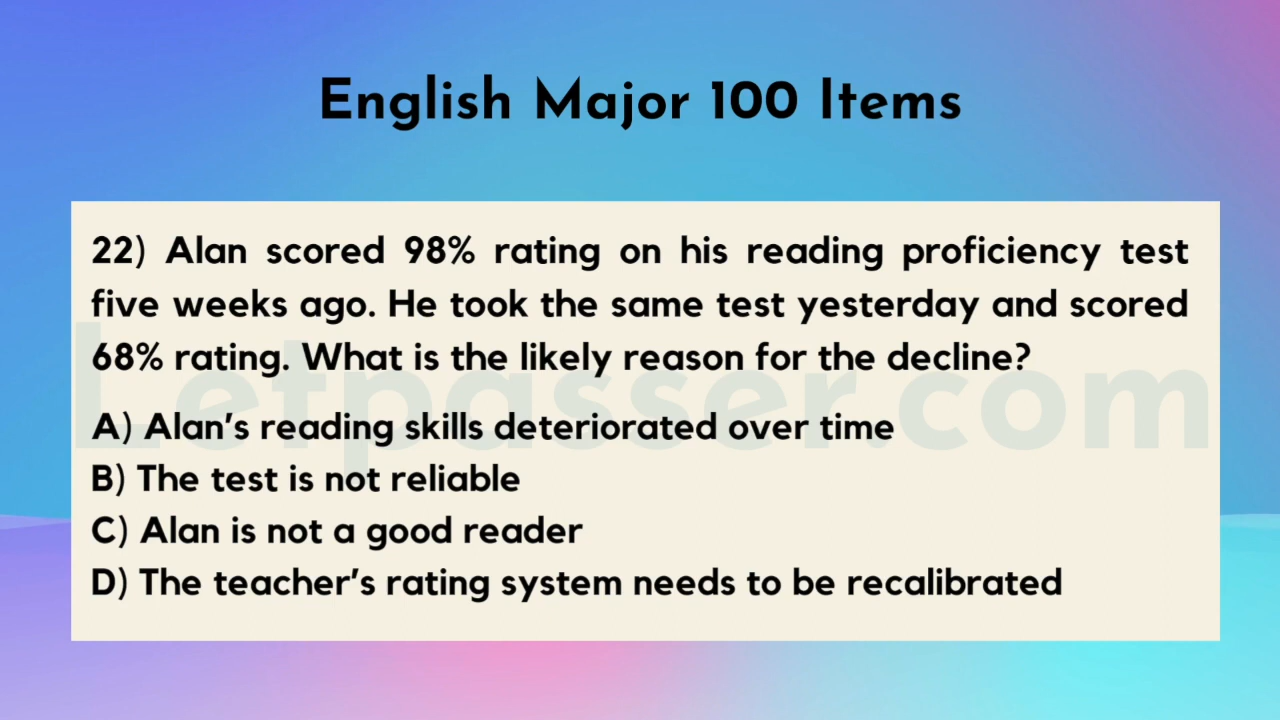 English Major 100 Items
22) Alan scored 98% rating on his reading proficiency test
five weeks ago. He took the same test yesterday and scored
68% rating. What is the likely reason for the decline?
Letpasser.com
A) Alan's reading skills deteriorated over time
B) The test is not reliable
C) Alan is not a good reader
D) The teacher's rating system needs to be recalibrated